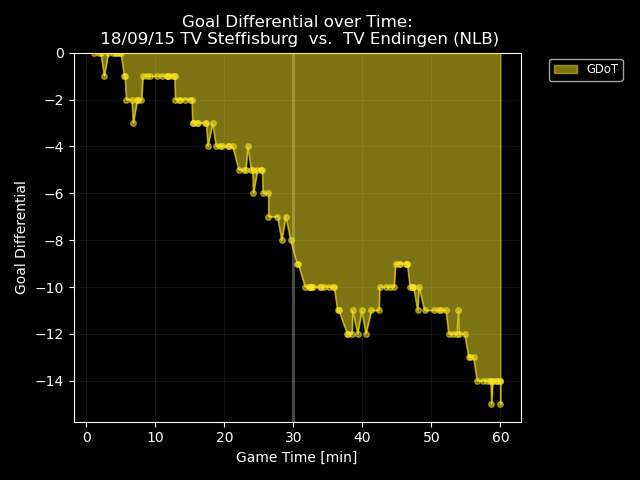 Goal Differential over Time:
18/09/15 TV Steffisburg  vs.  TV Endingen (NLB)
GDoT
Goal Differential
0
−2
−4
−6
−8
−10
−12
−14
0 10 20 30 40 50 60
Game Time [min]